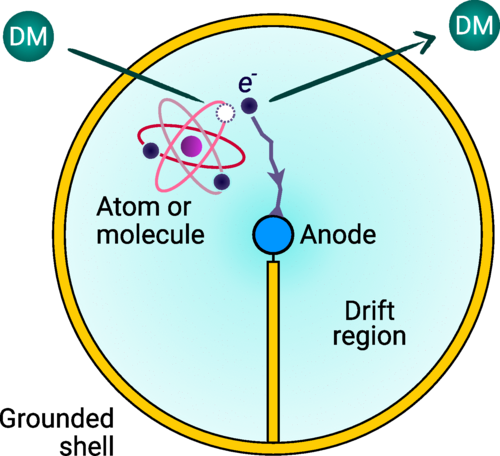 DM
DM
e-
Atom or
molecule
Anode
Drift
region
Grounded
shell